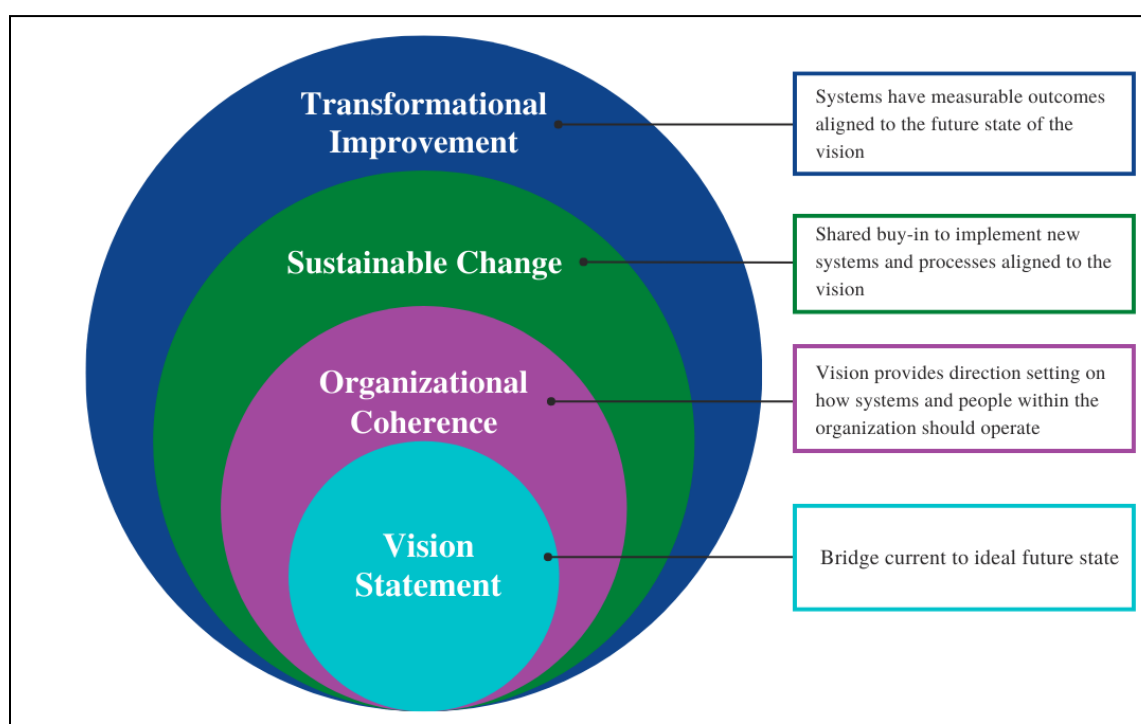 Transformational
Improvement
Systems have measurable outcomes
aligned to the future state of the
vision
Sustainable Change
Shared buy-in to implement new
systems and processes aligned to the
vision
Organizational
Coherence
Vision provides direction setting on
how systems and people within the
organization should operate
Vision
Statement
Bridge current to ideal future state